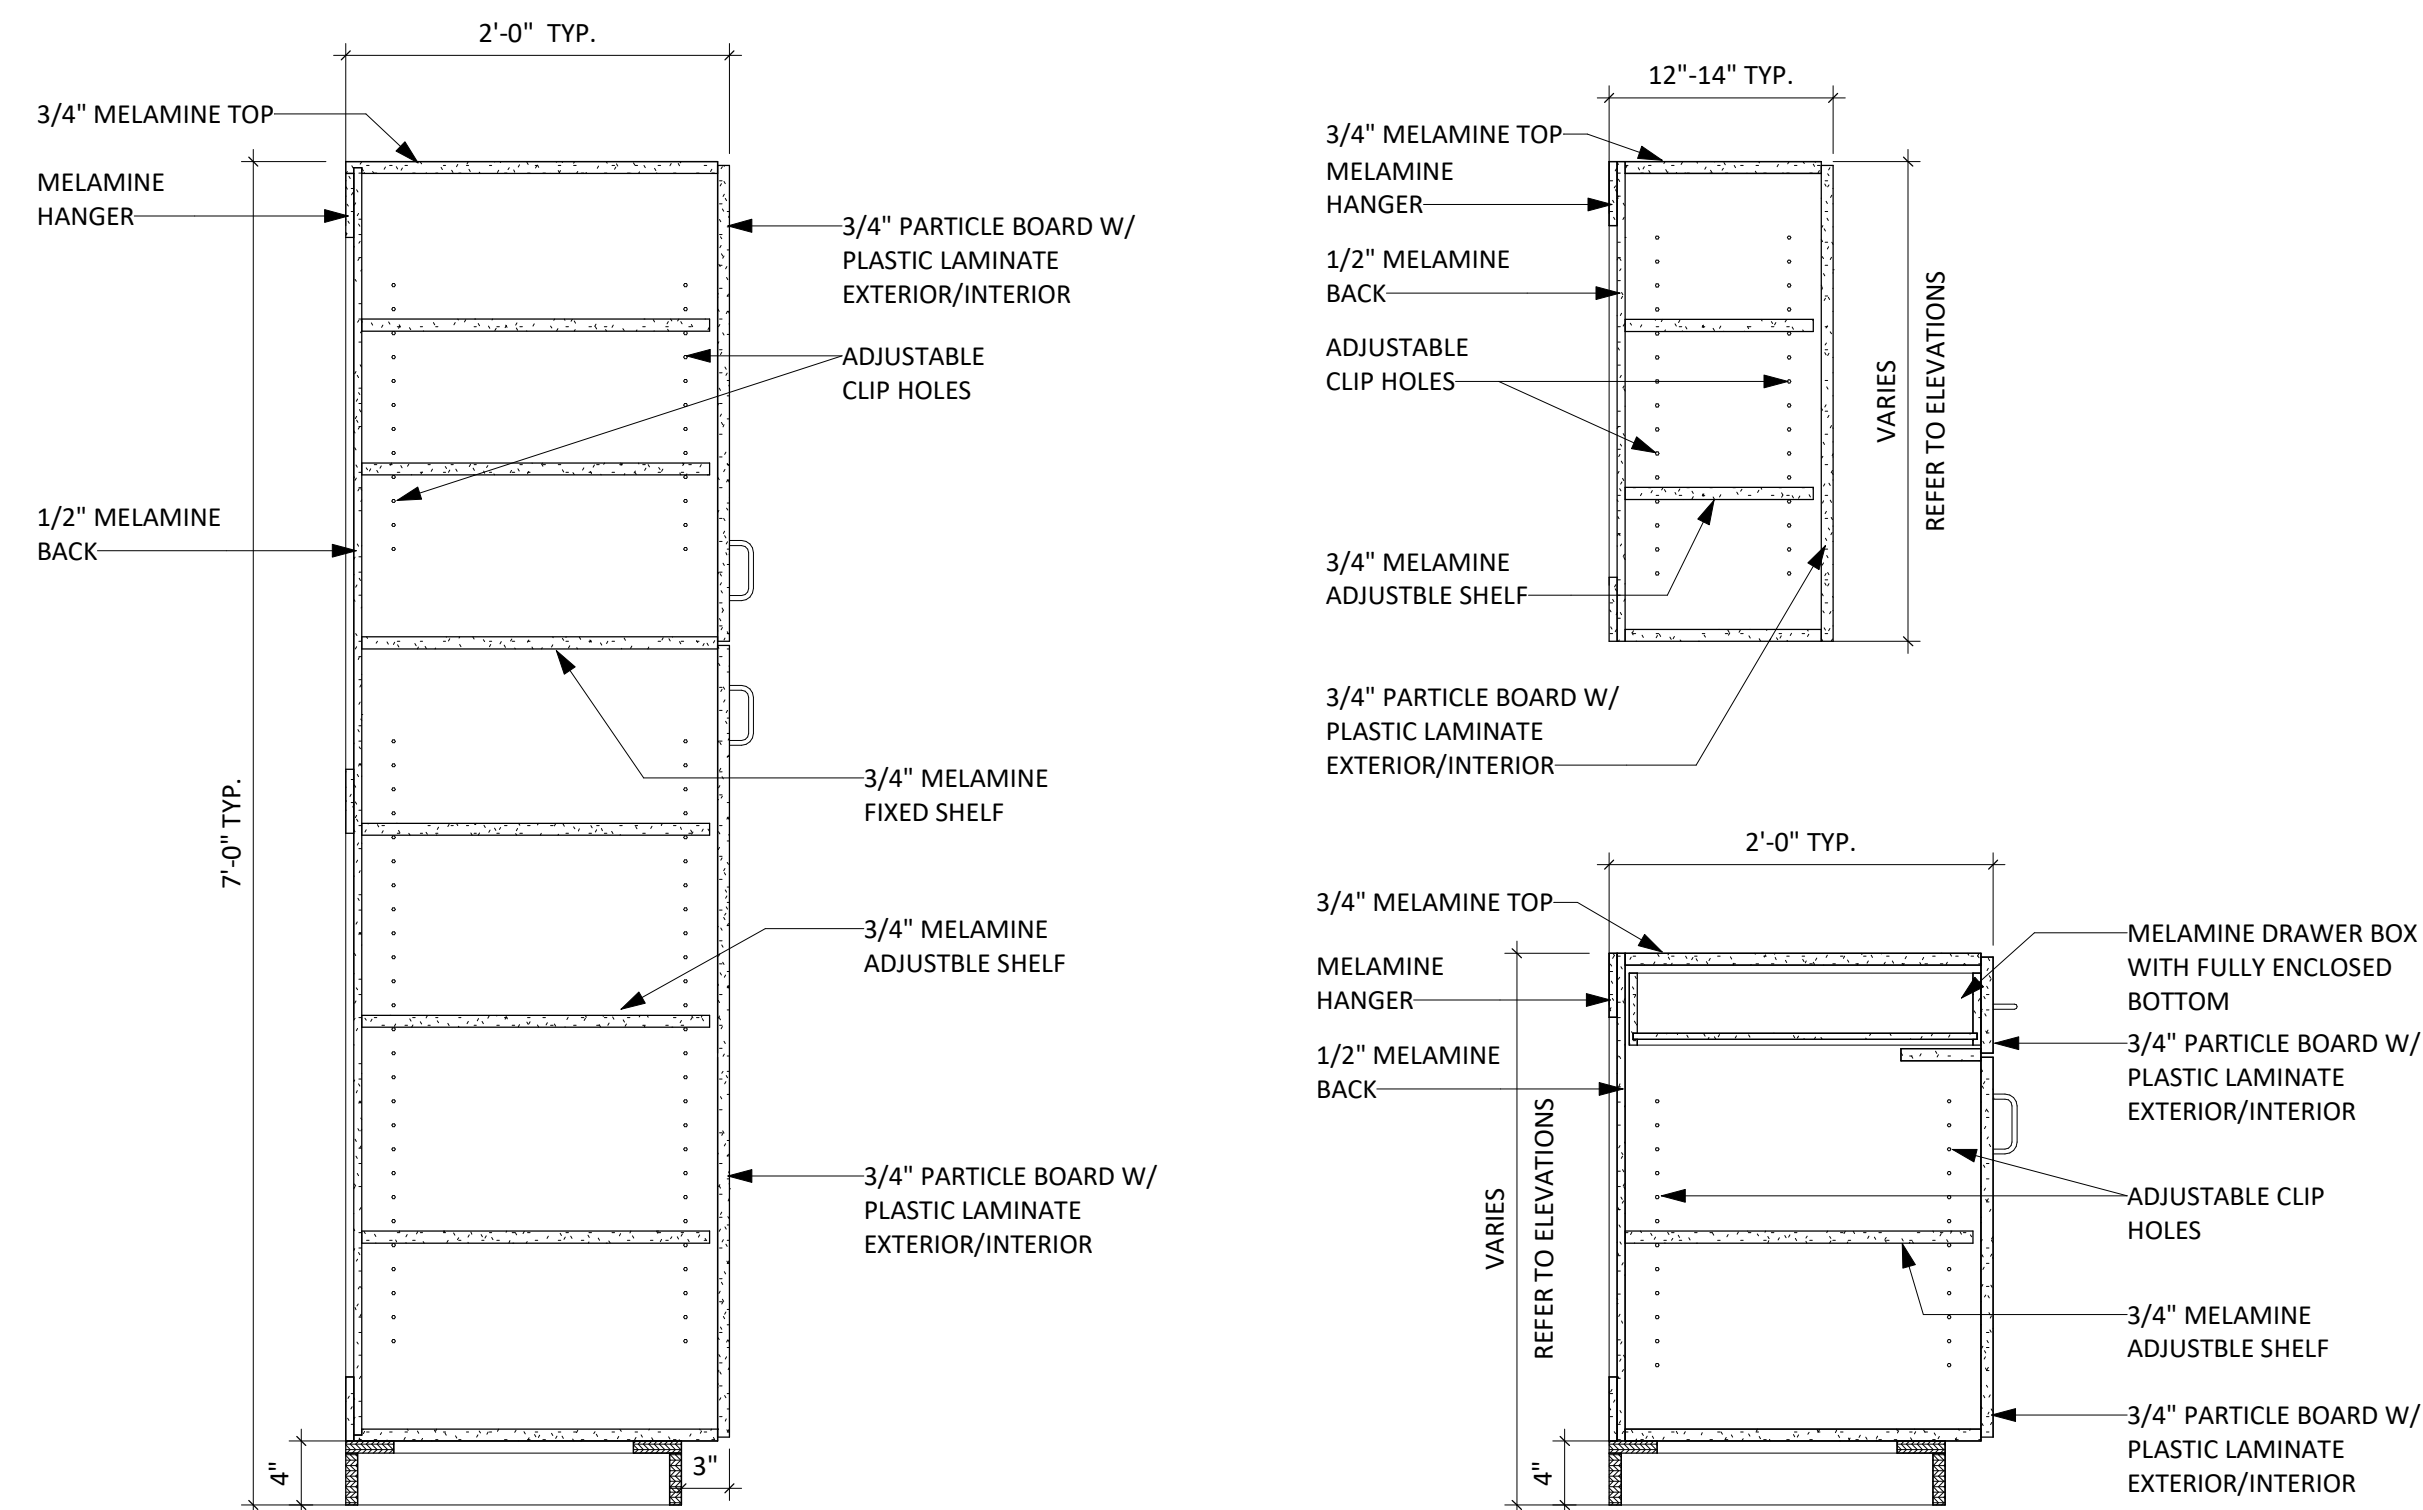 2'-0" TYP.
3/4" MELAMINE TOP
MELAMINE
HANGER
3/4" PARTICLE BOARD W/
PLASTIC LAMINATE
EXTERIOR/INTERIOR
ADJUSTABLE
CLIP HOLES
1/2" MELAMINE
BACK
7'-0" TYP.
3/4" MELAMINE
FIXED SHELF
3/4" MELAMINE
ADJUSTBLE SHELF
3/4" PARTICLE BOARD W/
PLASTIC LAMINATE
EXTERIOR/INTERIOR
4"
3"
12"-14" TYP.
3/4" MELAMINE TOP
MELAMINE
HANGER
1/2" MELAMINE
BACK
ADJUSTABLE
CLIP HOLES
3/4" MELAMINE
ADJUSTBLE SHELF
3/4" PARTICLE BOARD W/
PLASTIC LAMINATE
EXTERIOR/INTERIOR
VARIES
REFER TO ELEVATIONS
2'-0" TYP.
3/4" MELAMINE TOP
MELAMINE
HANGER
1/2" MELAMINE
BACK
VARIES
REFER TO ELEVATIONS
4"
MELAMINE DRAWER BOX
WITH FULLY ENCLOSED
BOTTOM
3/4" PARTICLE BOARD W/
PLASTIC LAMINATE
EXTERIOR/INTERIOR
ADJUSTABLE CLIP
HOLES
3/4" MELAMINE
ADJUSTBLE SHELF
3/4" PARTICLE BOARD W/
PLASTIC LAMINATE
EXTERIOR/INTERIOR